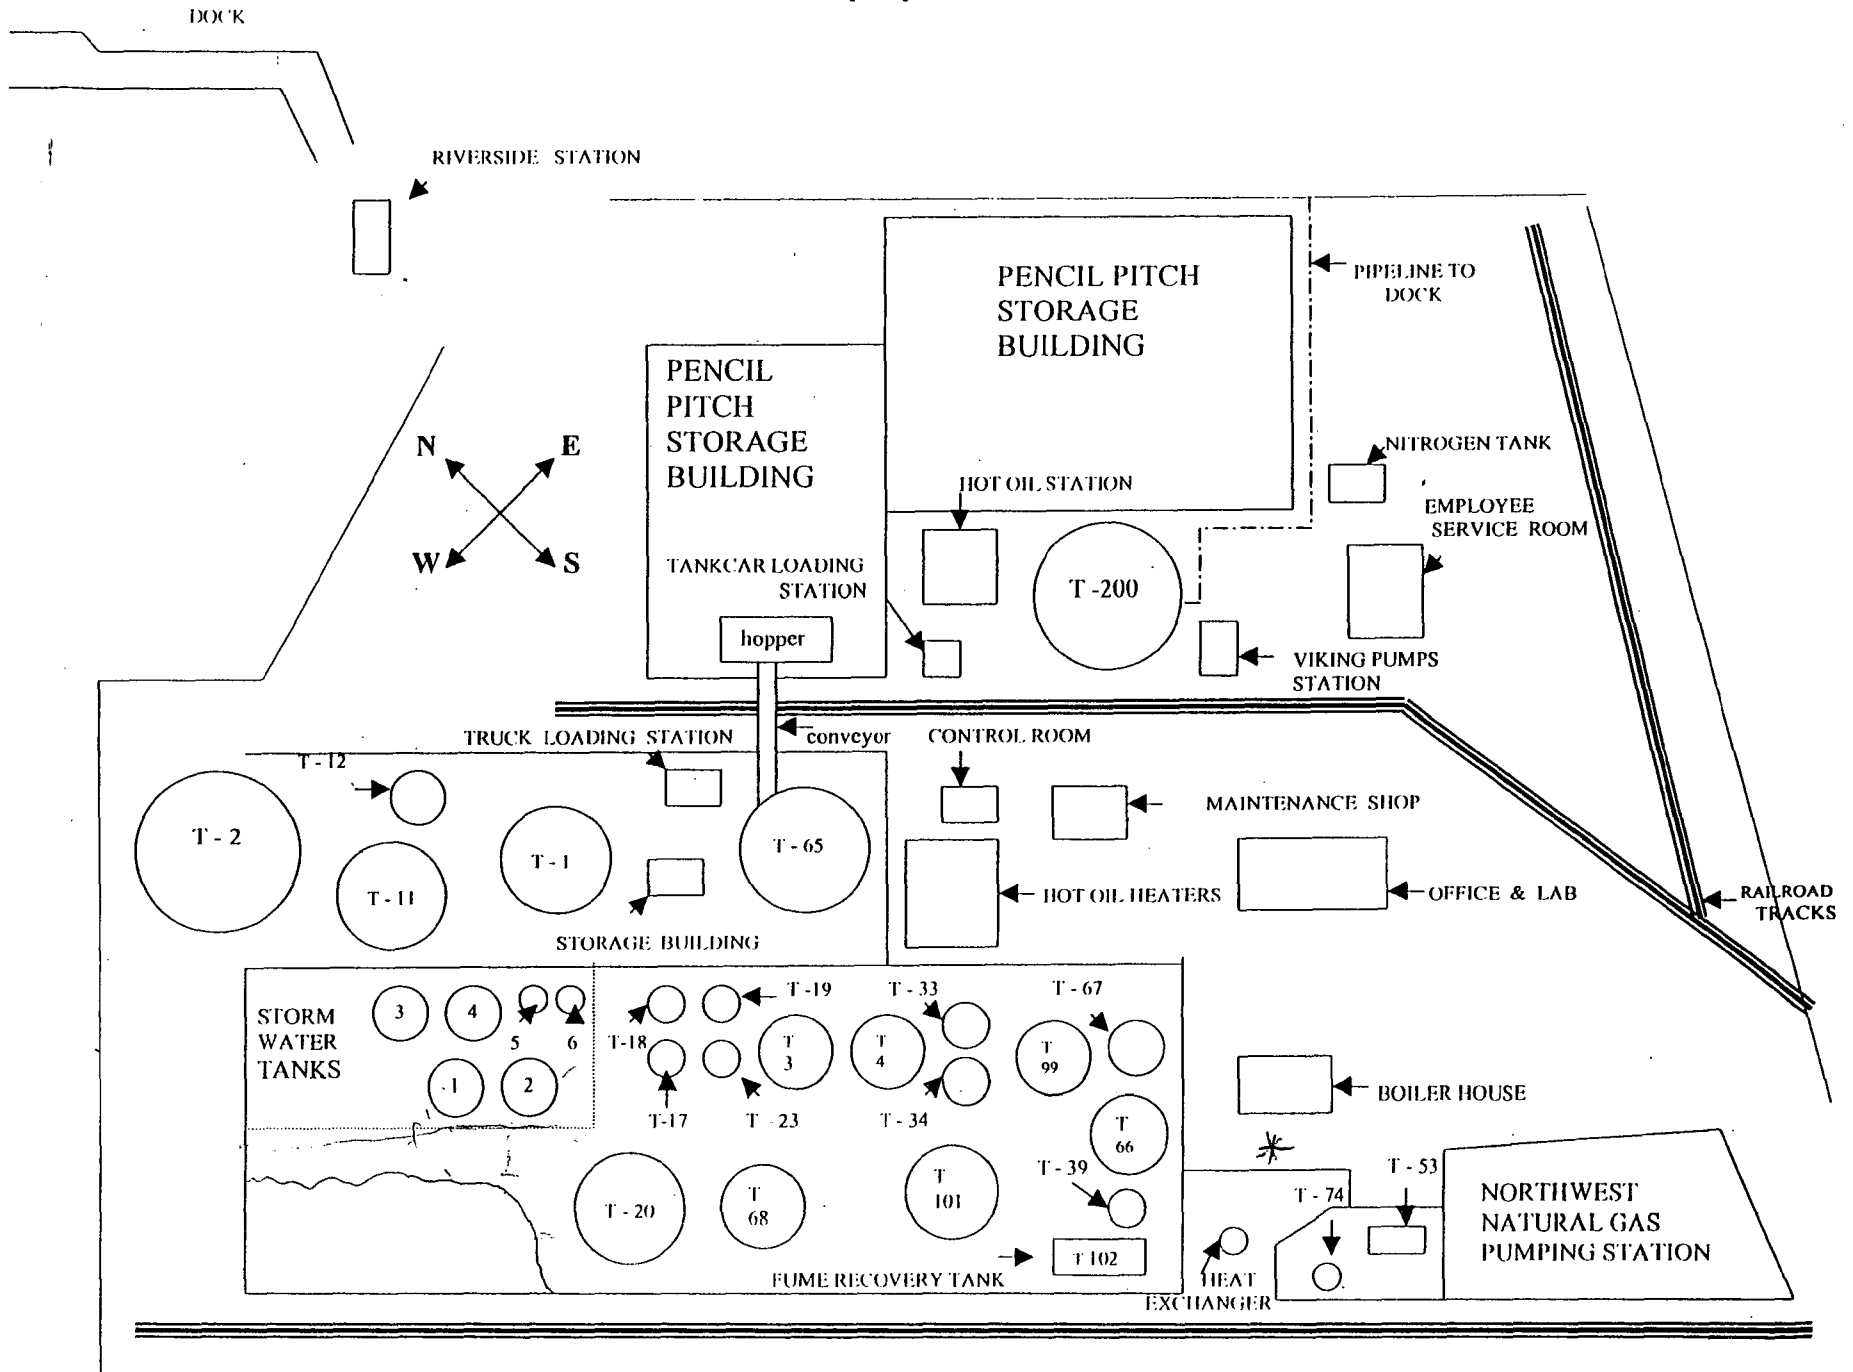 DOCK
RIVERSIDE STATION
PENCIL PITCH
STORAGE
BUILDING
PIPELINE TO
DOCK
PENCIL
PITCH
STORAGE
BUILDING
N
E
W
S
NITROGEN TANK
HOT OIL STATION
EMPLOYEE
SERVICE ROOM
TANKCAR LOADING
STATION
T -200
hopper
VIKING PUMPS
STATION
TRUCK LOADING STATION
conveyor
CONTROL ROOM
T - 12
MAINTENANCE SHOP
T - 2
T - 1
T - 65
T - 11
HOT OIL HEATERS
OFFICE & LAB
RAILROAD
TRACKS
STORAGE BUILDING
STORM
WATER
TANKS
3
4
5
6
1
2
T-18
T -19
T - 33
T - 67
T
3
T
4
T
99
T-17
T - 23
T - 34
BOILER HOUSE
T
66
T - 39
T - 53
T - 74
T - 20
T
68
T
101
NORTHWEST
NATURAL GAS
PUMPING STATION
T 102
FUME RECOVERY TANK
HEAT
EXCHANGER